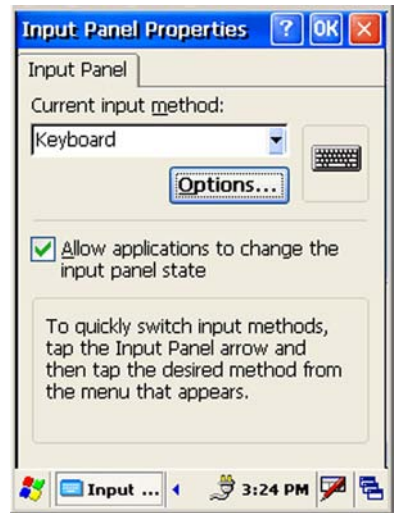 Input Panel Properties ? OK
Input Panel
Current input method:
Keyboard
Options...
Allow applications to change the
input panel state
To quickly switch input methods,
tap the Input Panel arrow and
then tap the desired method from
the menu that appears.
Input ... 3:24 PM